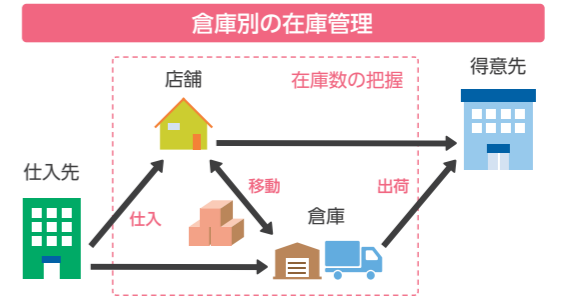 倉庫別の在庫管理
得意先
店舗
在庫数の把握
仕入先
移動
出荷
仕入
倉庫